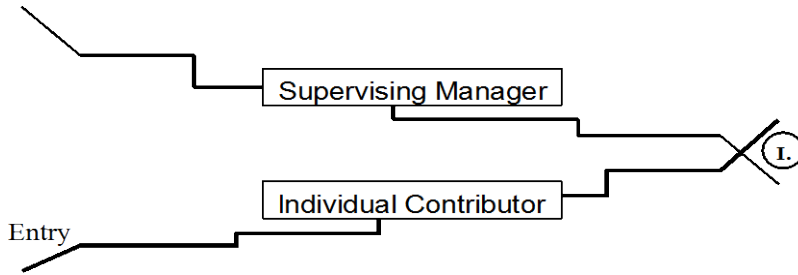 Supervising Manager
I.
Individual Contributor
Entry